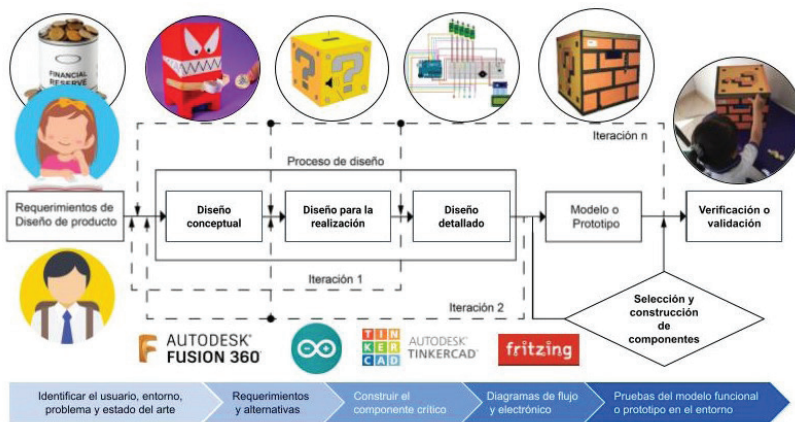 FINANCIAL
RESERVE
Iteración n
Proceso de diseño
Requerimientos de
Diseño de producto
Diseño
conceptual
Diseño para la
realización
Diseño
detallado
Modelo o
Prototipo
Verificación o
validación
Iteración 1
Iteración 2
Selección y
construcción
de
componentes
AUTODESK®
FUSION 360®
TIN
KER
CAD
AUTODESK®
TINKERCAD®
fritzing
Identificar el usuario, entorno,
problema y estado del arte
Requerimientos
y alternativas
Construir el
componente crítico
Diagramas de flujo
y electrónico
Pruebas del modelo funcional
o prototipo en el entorno